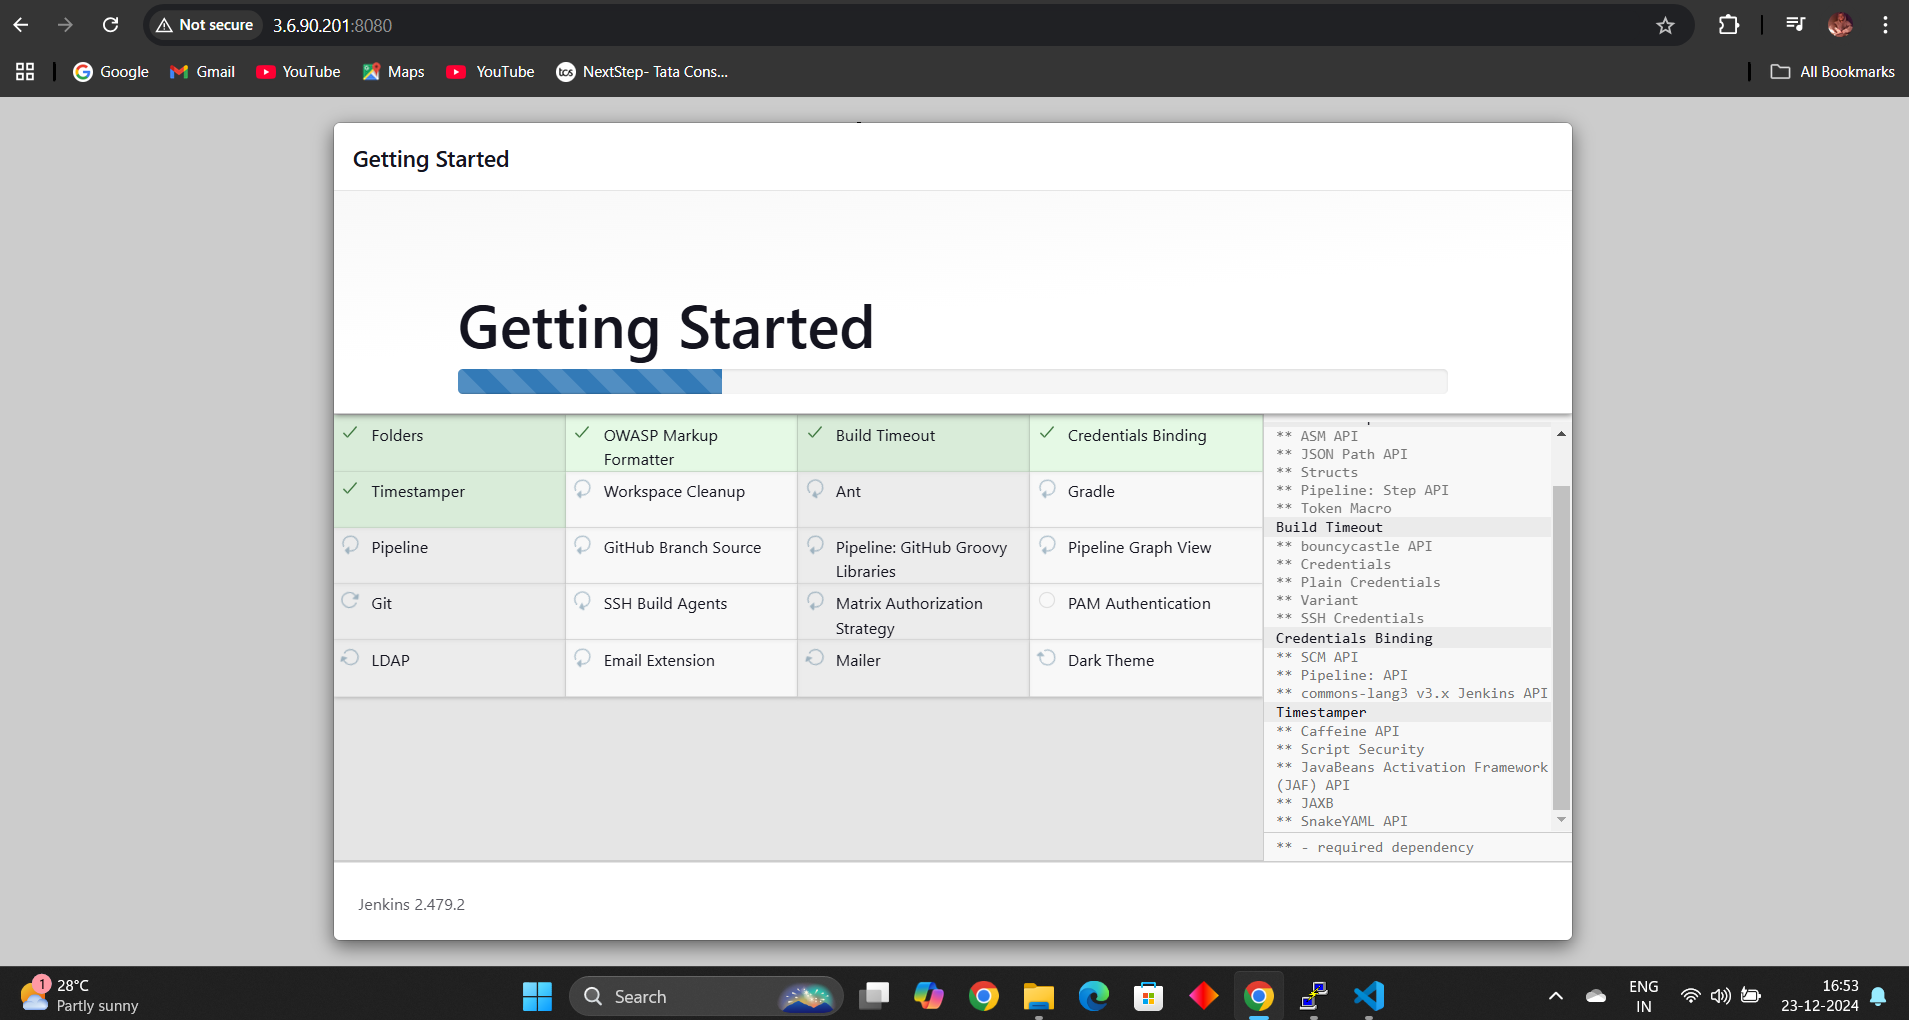 Not secure 3.6.90.201:8080
Google Gmail YouTube Maps YouTube NextStep- Tata Cons... All Bookmarks
Getting Started
Getting Started
Folders
OWASP Markup
Formatter
Build Timeout
Credentials Binding
Timestamper
Workspace Cleanup
Ant
Gradle
Pipeline
GitHub Branch Source
Pipeline: GitHub Groovy
Libraries
Pipeline Graph View
Git
SSH Build Agents
Matrix Authorization
Strategy
PAM Authentication
LDAP
Email Extension
Mailer
Dark Theme
** ASM API
** JSON Path API
** Structs
** Pipeline: Step API
** Token Macro
Build Timeout
** bouncycastle API
** Credentials
** Plain Credentials
** Variant
** SSH Credentials
Credentials Binding
** SCM API
** Pipeline: API
** commons-lang3 v3.x Jenkins API
Timestamper
** Caffeine API
** Script Security
** JavaBeans Activation Framework
(JAF) API
** JAXB
** SnakeYAML API
** - required dependency
Jenkins 2.479.2
1
28°C
Partly sunny
Search
tcs
ENG
IN
16:53
23-12-2024